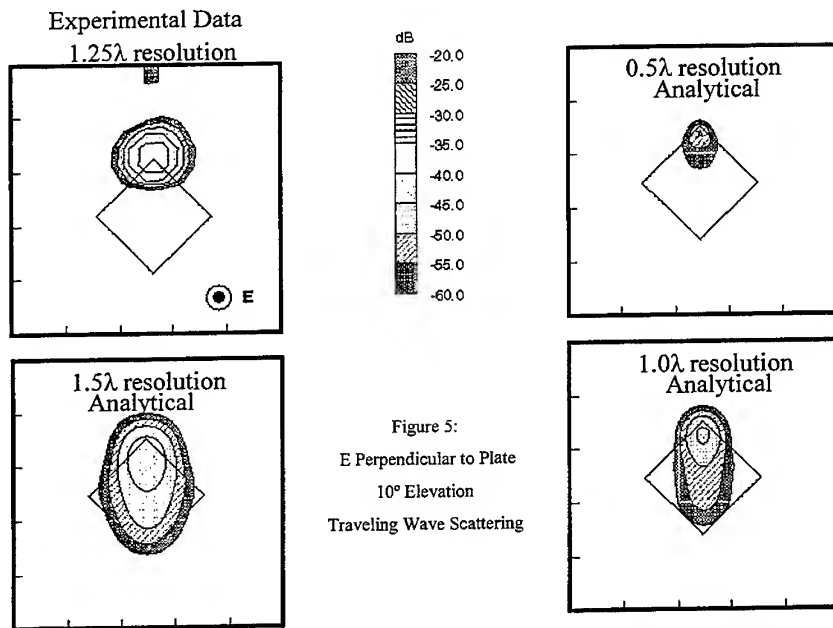 Experimental Data
1.25λ resolution
E
dB
-20.0
-25.0
-30.0
-35.0
-40.0
-45.0
-50.0
-55.0
-60.0
0.5λ resolution
Analytical
1.5λ resolution
Analytical
Figure 5:
E Perpendicular to Plate
10° Elevation
Traveling Wave Scattering
1.0λ resolution
Analytical